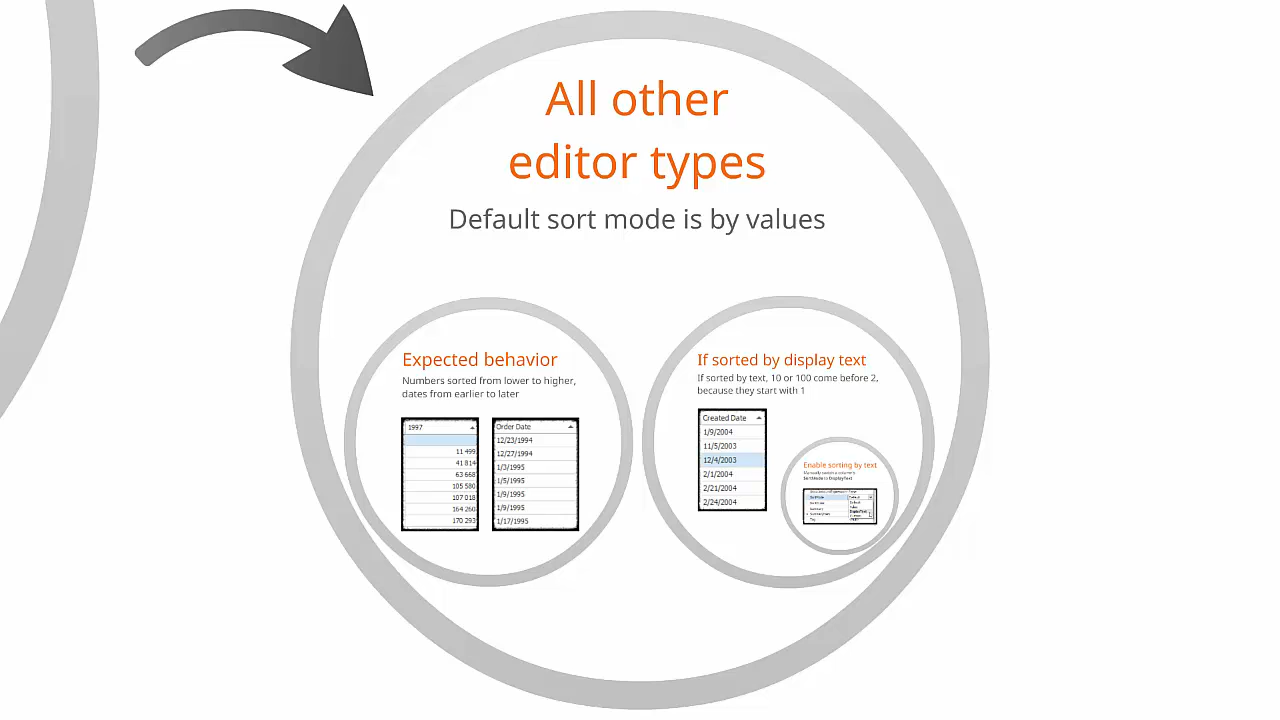 All other
editor types
Default sort mode is by values
Expected behavior
Numbers sorted from lower to higher,
dates from earlier to later
1997
11 499
41 814
63 668
105 580
107 018
164 260
170 293
Order Date
12/23/1994
12/27/1994
1/3/1995
1/5/1995
1/9/1995
1/9/1995
1/17/1995
If sorted by display text
If sorted by text, 10 or 100 come before 2,
because they start with 1
Created Date
1/9/2004
11/5/2003
12/4/2003
2/1/2004
2/21/2004
2/24/2004
Enable sorting by text
Manually switch a column's
SortMode to DisplayText